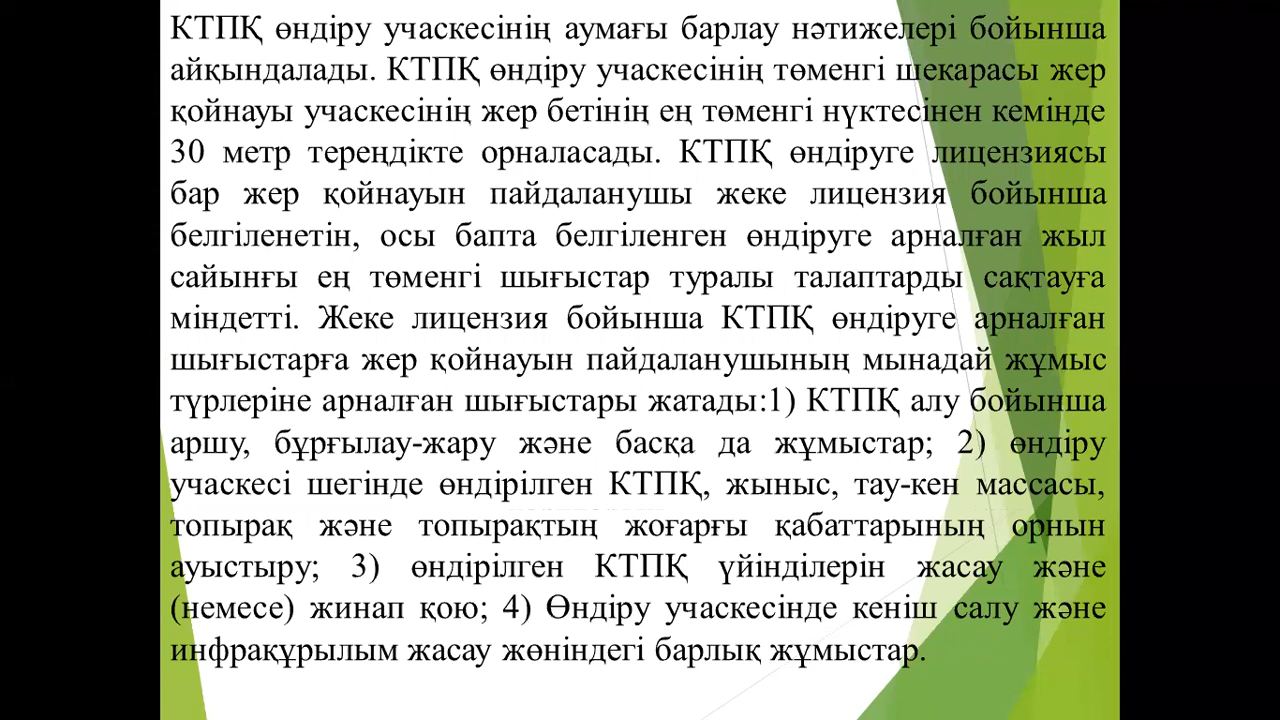 КТПҚ өндіру учаскесінің аумағы барлау нәтижелері бойынша
айқындалады. КТПҚ өндіру учаскесінің төменгі шекарасы жер
қойнауы учаскесінің жер бетінің ең төменгі нүктесінен кемінде
30 метр тереңдікте орналасады. КТПҚ өндіруге лицензиясы
бар жер қойнауын пайдаланушы жеке лицензия бойынша
белгіленетін, осы бапта белгіленген өндіруге арналған жыл
сайынғы ең төменгі шығыстар туралы талаптарды сақтауға
міндетті. Жеке лицензия бойынша КТПҚ өндіруге арналған
шығыстарға жер қойнауын пайдаланушының мынадай жұмыс
түрлеріне арналған шығыстары жатады:1) КТПҚ алу бойынша
аршу, бұрғылау-жару және басқа да жұмыстар; 2) өндіру
учаскесі шегінде өндірілген КТПҚ, жыныс, тау-кен массасы,
топырақ және топырақтың жоғарғы қабаттарының орнын
ауыстыру; 3) өндірілген КТПҚ үйінділерін жасау және
(немесе) жинап қою; 4) Өндіру учаскесінде кеніш салу және
инфрақұрылым жасау жөніндегі барлық жұмыстар.